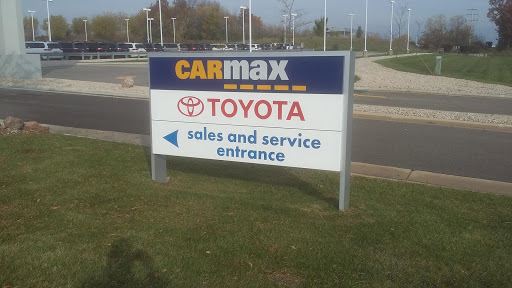 CARMAX
TOYOTA
sales and service
entrance